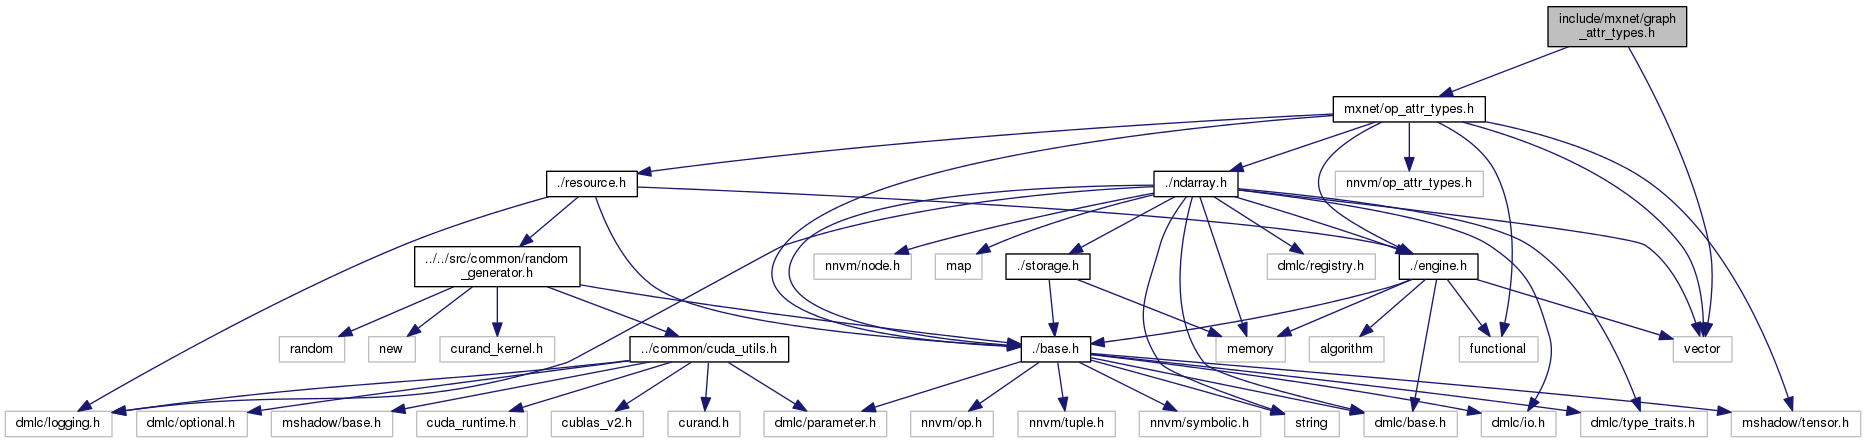 include/mxnet/graph
_attr_types.h
mxnet/op_attr_types.h
./resource.h
./ndarray.h
nnvm/op_attr_types.h
../../src/common/random
_generator.h
nnvm/node.h
map
./storage.h
dmlc/registry.h
./engine.h
random
new
curand_kernel.h
../common/cuda_utils.h
./base.h
memory
algorithm
functional
vector
dmlc/logging.h
dmlc/optional.h
mshadow/base.h
cuda_runtime.h
cublas_v2.h
curand.h
dmlc/parameter.h
nnvm/op.h
nnvm/tuple.h
nnvm/symbolic.h
string
dmlc/base.h
dmlc/io.h
dmlc/type_traits.h
mshadow/tensor.h